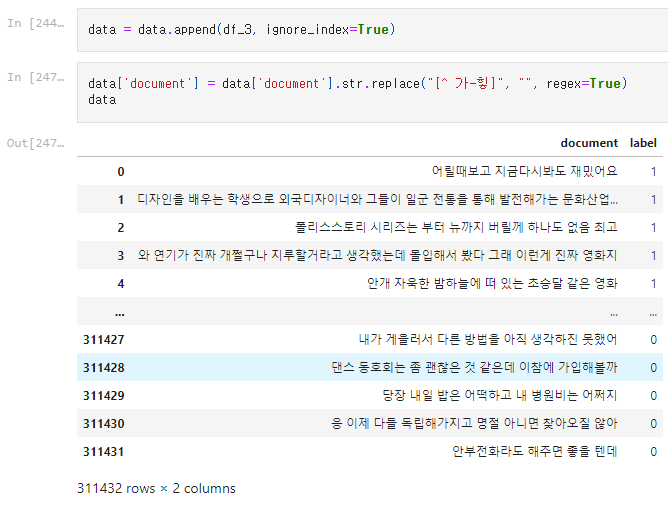 In [244...
data = data.append(df_3, ignore_index=True)
In [247...
data['document'] = data['document'].str.replace("[^ 가-힣]", "", regex=True)
data
Out[247...
document label
0 어릴때보고 지금다시봐도 재밌어요 1
1 디자인을 배우는 학생으로 외국디자이너와 그들이 일군 전통을 통해 발전해가는 문화산업... 1
2 폴리스스토리 시리즈는 부터 뉴까지 버릴께 하나도 없음 최고 1
3 와 연기가 진짜 개쩔구나 지루할거라고 생각했는데 몰입해서 봤다 그래 이런게 진짜 영화지 1
4 안개 자욱한 밤하늘에 떠 있는 초승달 같은 영화 1
... ... ...
311427 내가 게을러서 다른 방법을 아직 생각하진 못했어 0
311428 댄스 동호회는 좀 괜찮은 것 같은데 이참에 가입해볼까 0
311429 당장 내일 밥은 어떡하고 내 병원비는 어쩌지 0
311430 응 이제 다들 독립해가지고 명절 아니면 찾아오질 않아 0
311431 안부전화라도 해주면 좋을 텐데 0
311432 rows × 2 columns